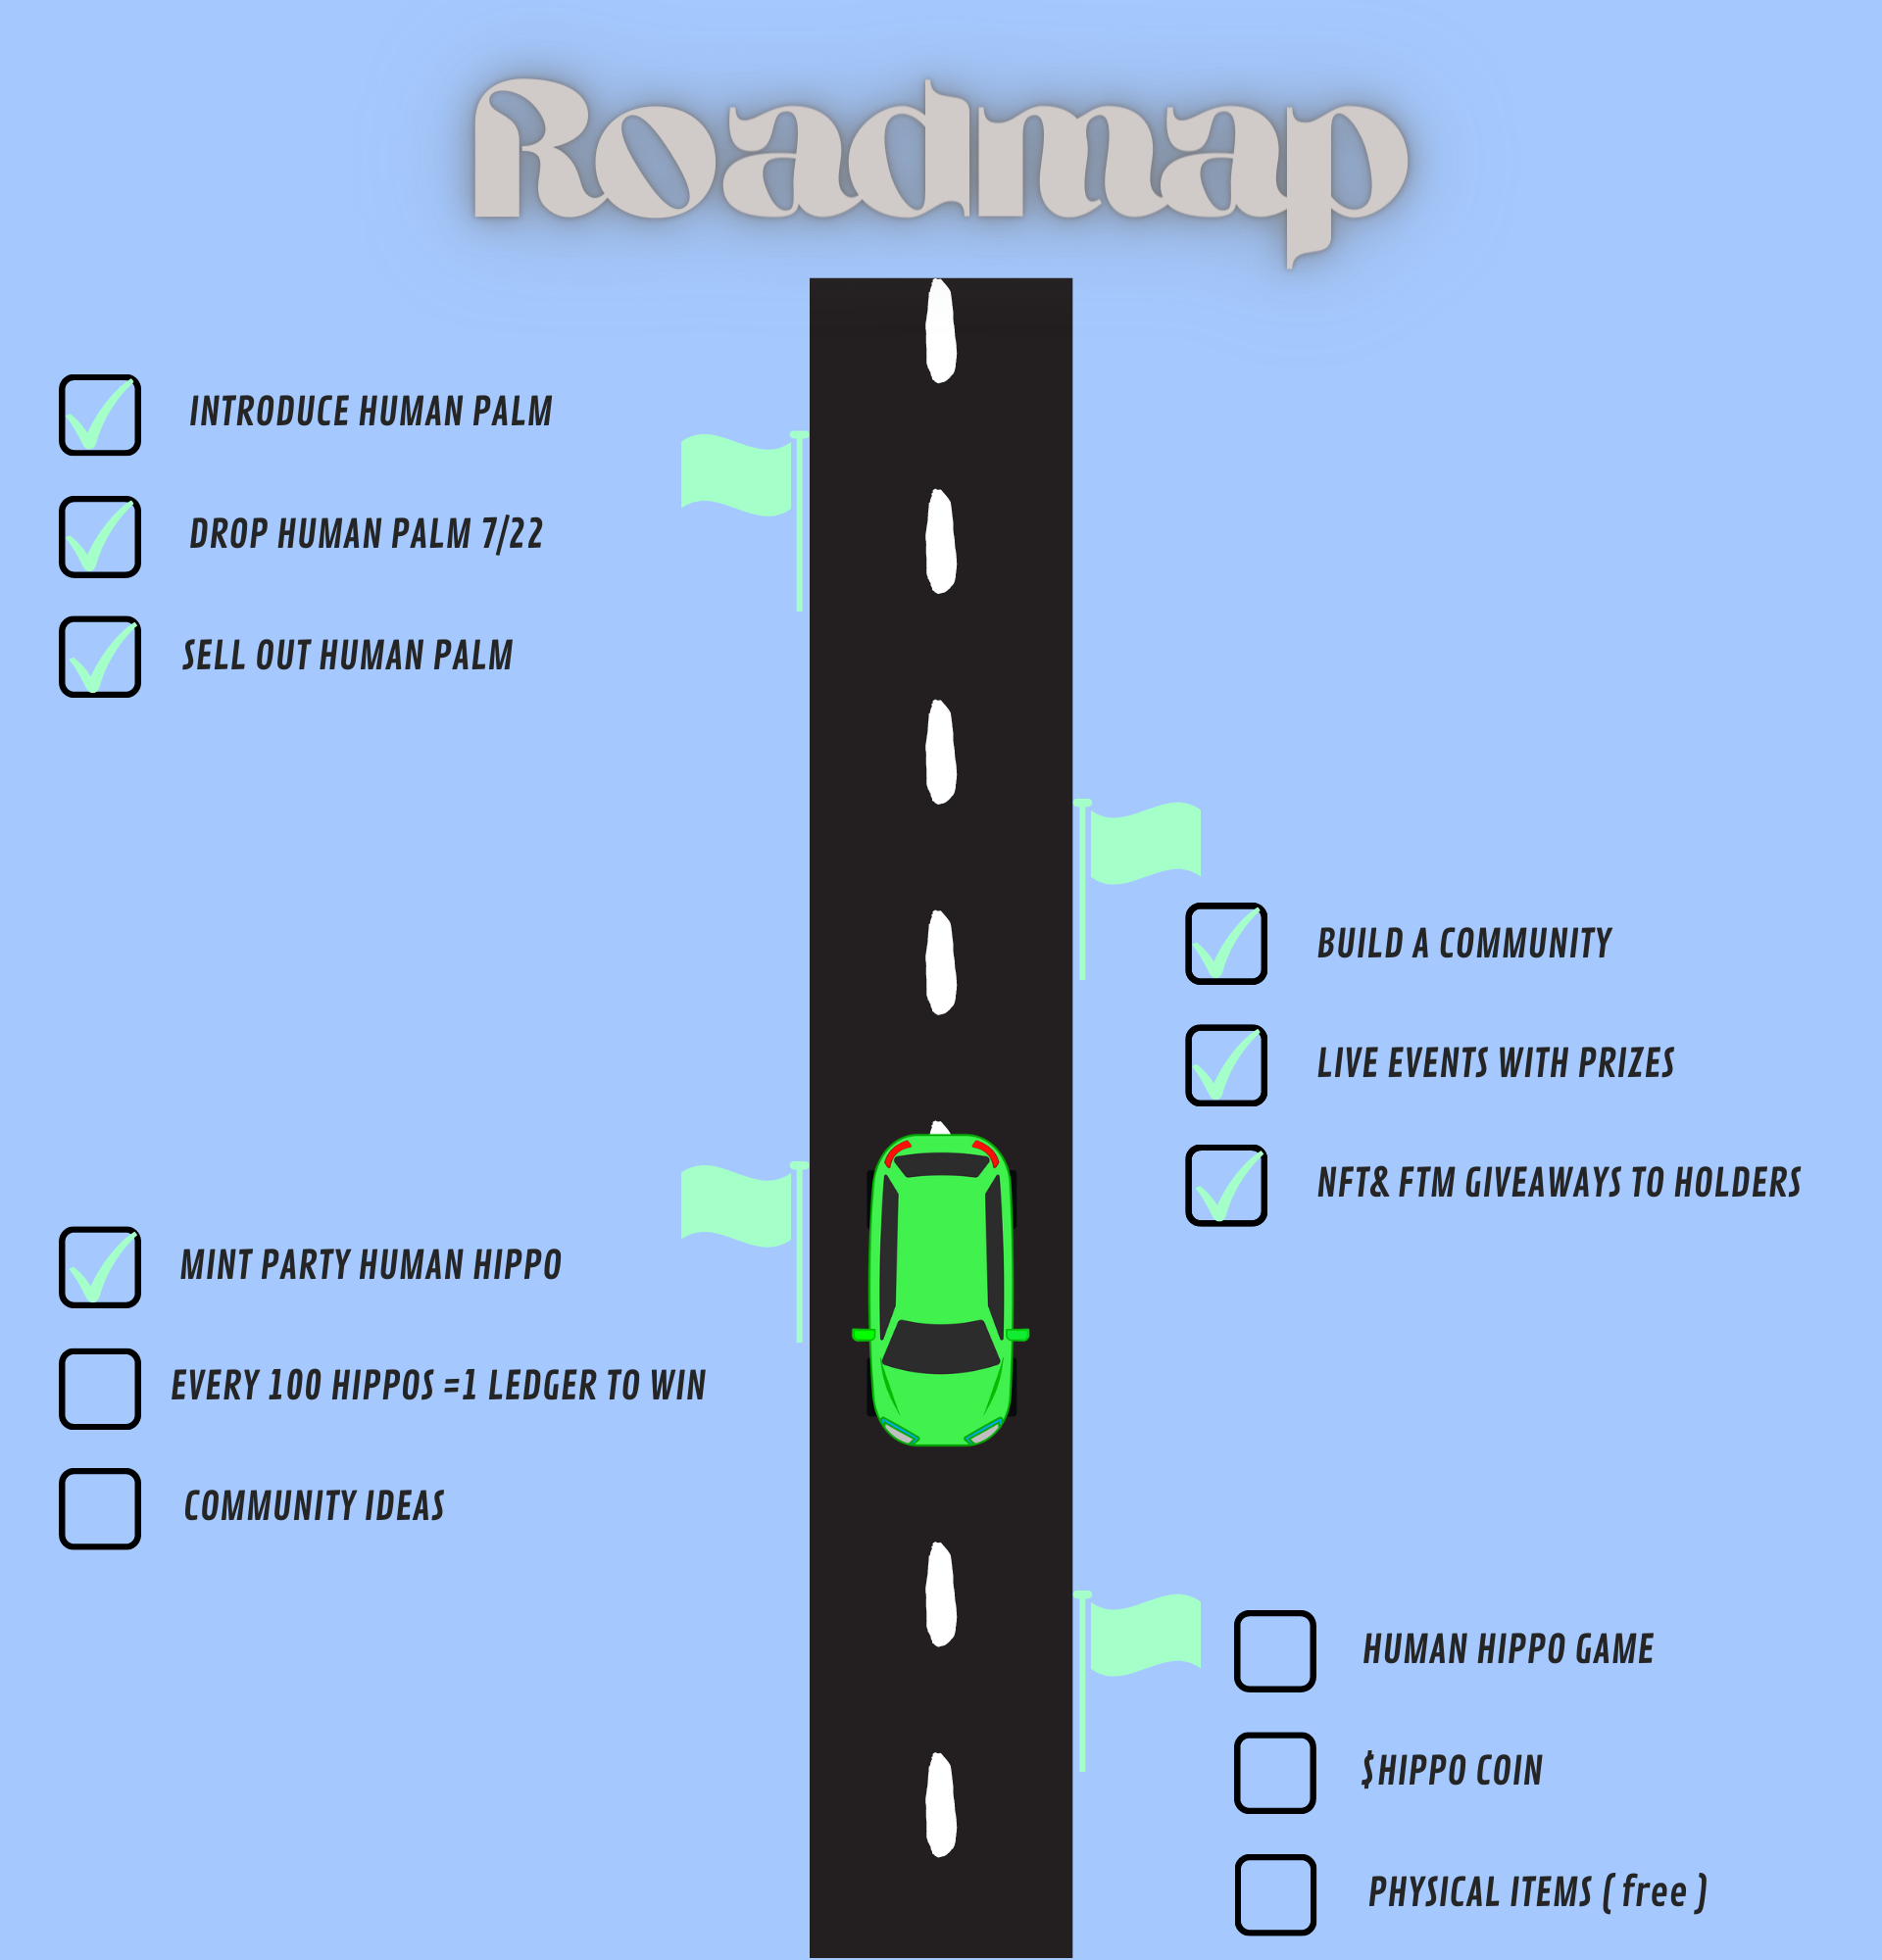 Roadmap
INTRODUCE HUMAN PALM
DROP HUMAN PALM 7/22
SELL OUT HUMAN PALM
BUILD A COMMUNITY
LIVE EVENTS WITH PRIZES
NFT& FTM GIVEAWAYS TO HOLDERS
MINT PARTY HUMAN HIPPO
EVERY 100 HIPPOS =1 LEDGER TO WIN
COMMUNITY IDEAS
HUMAN HIPPO GAME
$HIPPO COIN
PHYSICAL ITEMS ( free )